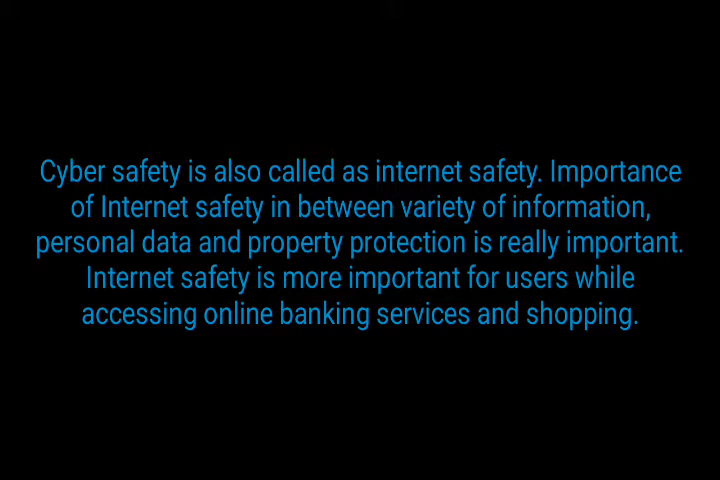 Cyber safety is also called as internet safety. Importance
of Internet safety in between variety of information,
personal data and property protection is really important.
Internet safety is more important for users while
accessing online banking services and shopping.